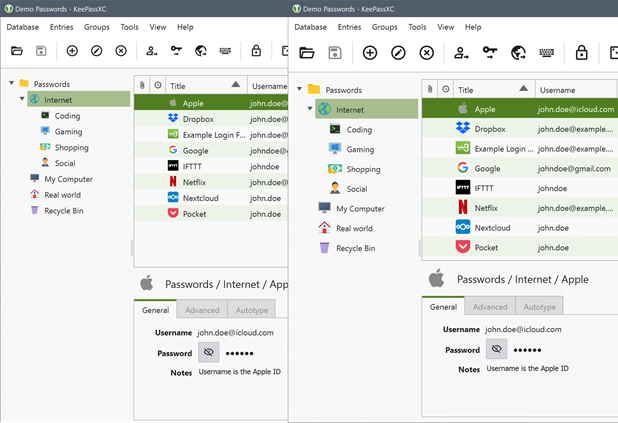 Demo Passwords - KeePassXC
Database Entries Groups Tools View Help
Passwords
Internet
Coding
Gaming
Shopping
Social
My Computer
Real world
Recycle Bin
Title Username
Apple john.doe@
Dropbox john.doe@
Example Login F... john.doe@
Google johndoe@
IFTTT johndoe
Netflix john.doe@
Nextcloud john.doe
Pocket john.doe
Passwords / Internet / App
General Advanced Autotype
Username john.doe@icloud.com
Password ••••••
Notes Username is the Apple ID
Demo Passwords - KeePassXC
Database Entries Groups Tools View Help
Passwords
Internet
Coding
Gaming
Shopping
Social
My Computer
Real world
Recycle Bin
Title Username
Apple john.doe@icloud.com
Dropbox john.doe@example....
Example Login ... john.doe@example....
Google johndoe@gmail.com
IFTTT johndoe
Netflix john.doe@example....
Nextcloud john.doe
Pocket john.doe
Passwords / Internet / Apple
General Advanced Autotype
Username john.doe@icloud.com
Password ••••••
Notes Username is the Apple ID